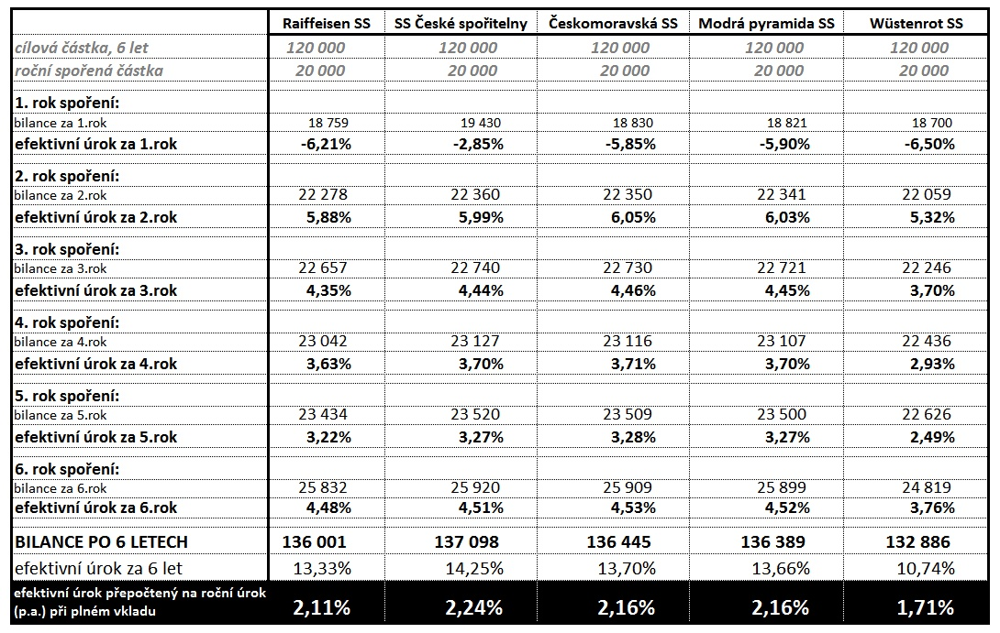 Raiffeisen SS SS České spořitelny Českomoravská SS Modrá pyramida SS Wüstenrot SS
cílová částka, 6 let 120 000 120 000 120 000 120 000 120 000
roční spořená částka 20 000 20 000 20 000 20 000 20 000
1. rok spoření:
bilance za 1.rok 18 759 19 430 18 830 18 821 18 700
efektivní úrok za 1.rok -6,21% -2,85% -5,85% -5,90% -6,50%
2. rok spoření:
bilance za 2.rok 22 278 22 360 22 350 22 341 22 059
efektivní úrok za 2.rok 5,88% 5,99% 6,05% 6,03% 5,32%
3. rok spoření:
bilance za 3.rok 22 657 22 740 22 730 22 721 22 246
efektivní úrok za 3.rok 4,35% 4,44% 4,46% 4,45% 3,70%
4. rok spoření:
bilance za 4.rok 23 042 23 127 23 116 23 107 22 436
efektivní úrok za 4.rok 3,63% 3,70% 3,71% 3,70% 2,93%
5. rok spoření:
bilance za 5.rok 23 434 23 520 23 509 23 500 22 626
efektivní úrok za 5.rok 3,22% 3,27% 3,28% 3,27% 2,49%
6. rok spoření:
bilance za 6.rok 25 832 25 920 25 909 25 899 24 819
efektivní úrok za 6.rok 4,48% 4,51% 4,53% 4,52% 3,76%
BILANCE PO 6 LETECH 136 001 137 098 136 445 136 389 132 886
efektivní úrok za 6 let 13,33% 14,25% 13,70% 13,66% 10,74%
efektivní úrok přepočtený na roční úrok
(p.a.) při plném vkladu 2,11% 2,24% 2,16% 2,16% 1,71%